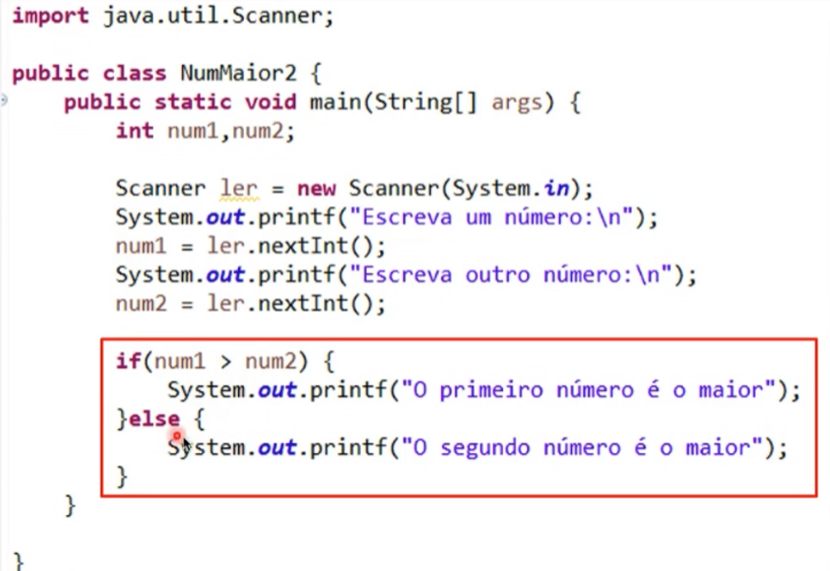 import java.util.Scanner;
public class NumMaior2 {
public static void main(String[] args) {
int num1,num2;
Scanner ler = new Scanner(System.in);
System.out.printf("Escreva um número:\n");
num1 = ler.nextInt();
System.out.printf("Escreva outro número:\n");
num2 = ler.nextInt();
if(num1 > num2) {
System.out.printf("O primeiro número é o maior");
}else {
System.out.printf("O segundo número é o maior");
}
}
}